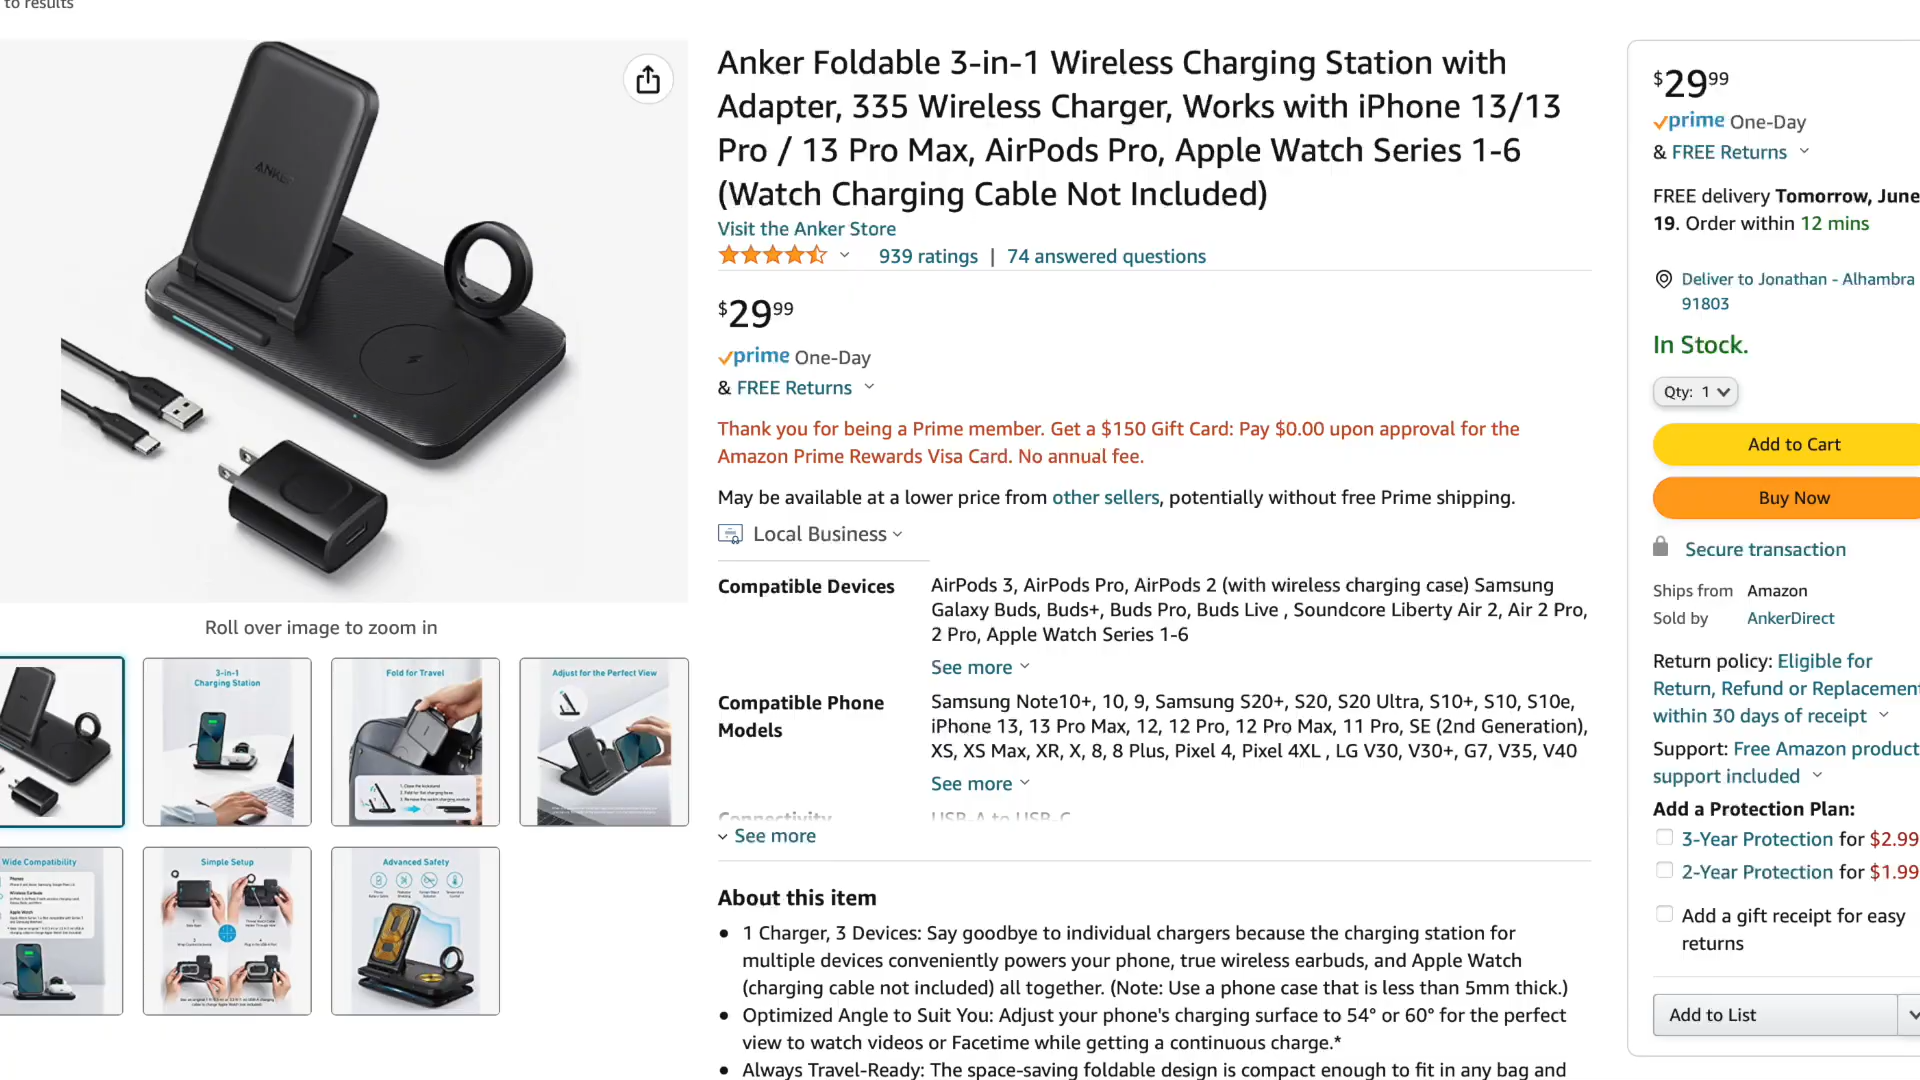 to results
Anker Foldable 3-in-1 Wireless Charging Station with
Adapter, 335 Wireless Charger, Works with iPhone 13/13
Pro / 13 Pro Max, AirPods Pro, Apple Watch Series 1-6
(Watch Charging Cable Not Included)
Visit the Anker Store
939 ratings | 74 answered questions
$29 99
prime One-Day
& FREE Returns
Thank you for being a Prime member. Get a $150 Gift Card: Pay $0.00 upon approval for the
Amazon Prime Rewards Visa Card. No annual fee.
May be available at a lower price from other sellers, potentially without free Prime shipping.
Local Business
Compatible Devices
AirPods 3, AirPods Pro, AirPods 2 (with wireless charging case) Samsung
Galaxy Buds, Buds+, Buds Pro, Buds Live , Soundcore Liberty Air 2, Air 2 Pro,
2 Pro, Apple Watch Series 1-6
See more
Compatible Phone
Models
Samsung Note10+, 10, 9, Samsung S20+, S20, S20 Ultra, S10+, S10, S10e,
iPhone 13, 13 Pro Max, 12, 12 Pro, 12 Pro Max, 11 Pro, SE (2nd Generation),
XS, XS Max, XR, X, 8, 8 Plus, Pixel 4, Pixel 4XL , LG V30, V30+, G7, V35, V40
See more
Connectivity
USB-A to USB-C
See more
About this item
• 1 Charger, 3 Devices: Say goodbye to individual chargers because the charging station for
multiple devices conveniently powers your phone, true wireless earbuds, and Apple Watch
(charging cable not included) all together. (Note: Use a phone case that is less than 5mm thick.)
• Optimized Angle to Suit You: Adjust your phone's charging surface to 54° or 60° for the perfect
view to watch videos or Facetime while getting a continuous charge.*
• Always Travel-Ready: The space-saving foldable design is compact enough to fit in any bag and
ANKER
Roll over image to zoom in
3-in-1
Charging Station
Fold for Travel
Adjust for the Perfect View
Wide Compatibility
Phones
Wireless Earbuds
Apple Watch
Simple Setup
Advanced Safety
$29 99
prime One-Day
& FREE Returns
FREE delivery Tomorrow, June
19. Order within 12 mins
Deliver to Jonathan - Alhambra
91803
In Stock.
Qty: 1
Add to Cart
Buy Now
Secure transaction
Ships from Amazon
Sold by AnkerDirect
Return policy: Eligible for
Return, Refund or Replacement
within 30 days of receipt
Support: Free Amazon product
support included
Add a Protection Plan:
3-Year Protection for $2.99
2-Year Protection for $1.99
Add a gift receipt for easy
returns
Add to List